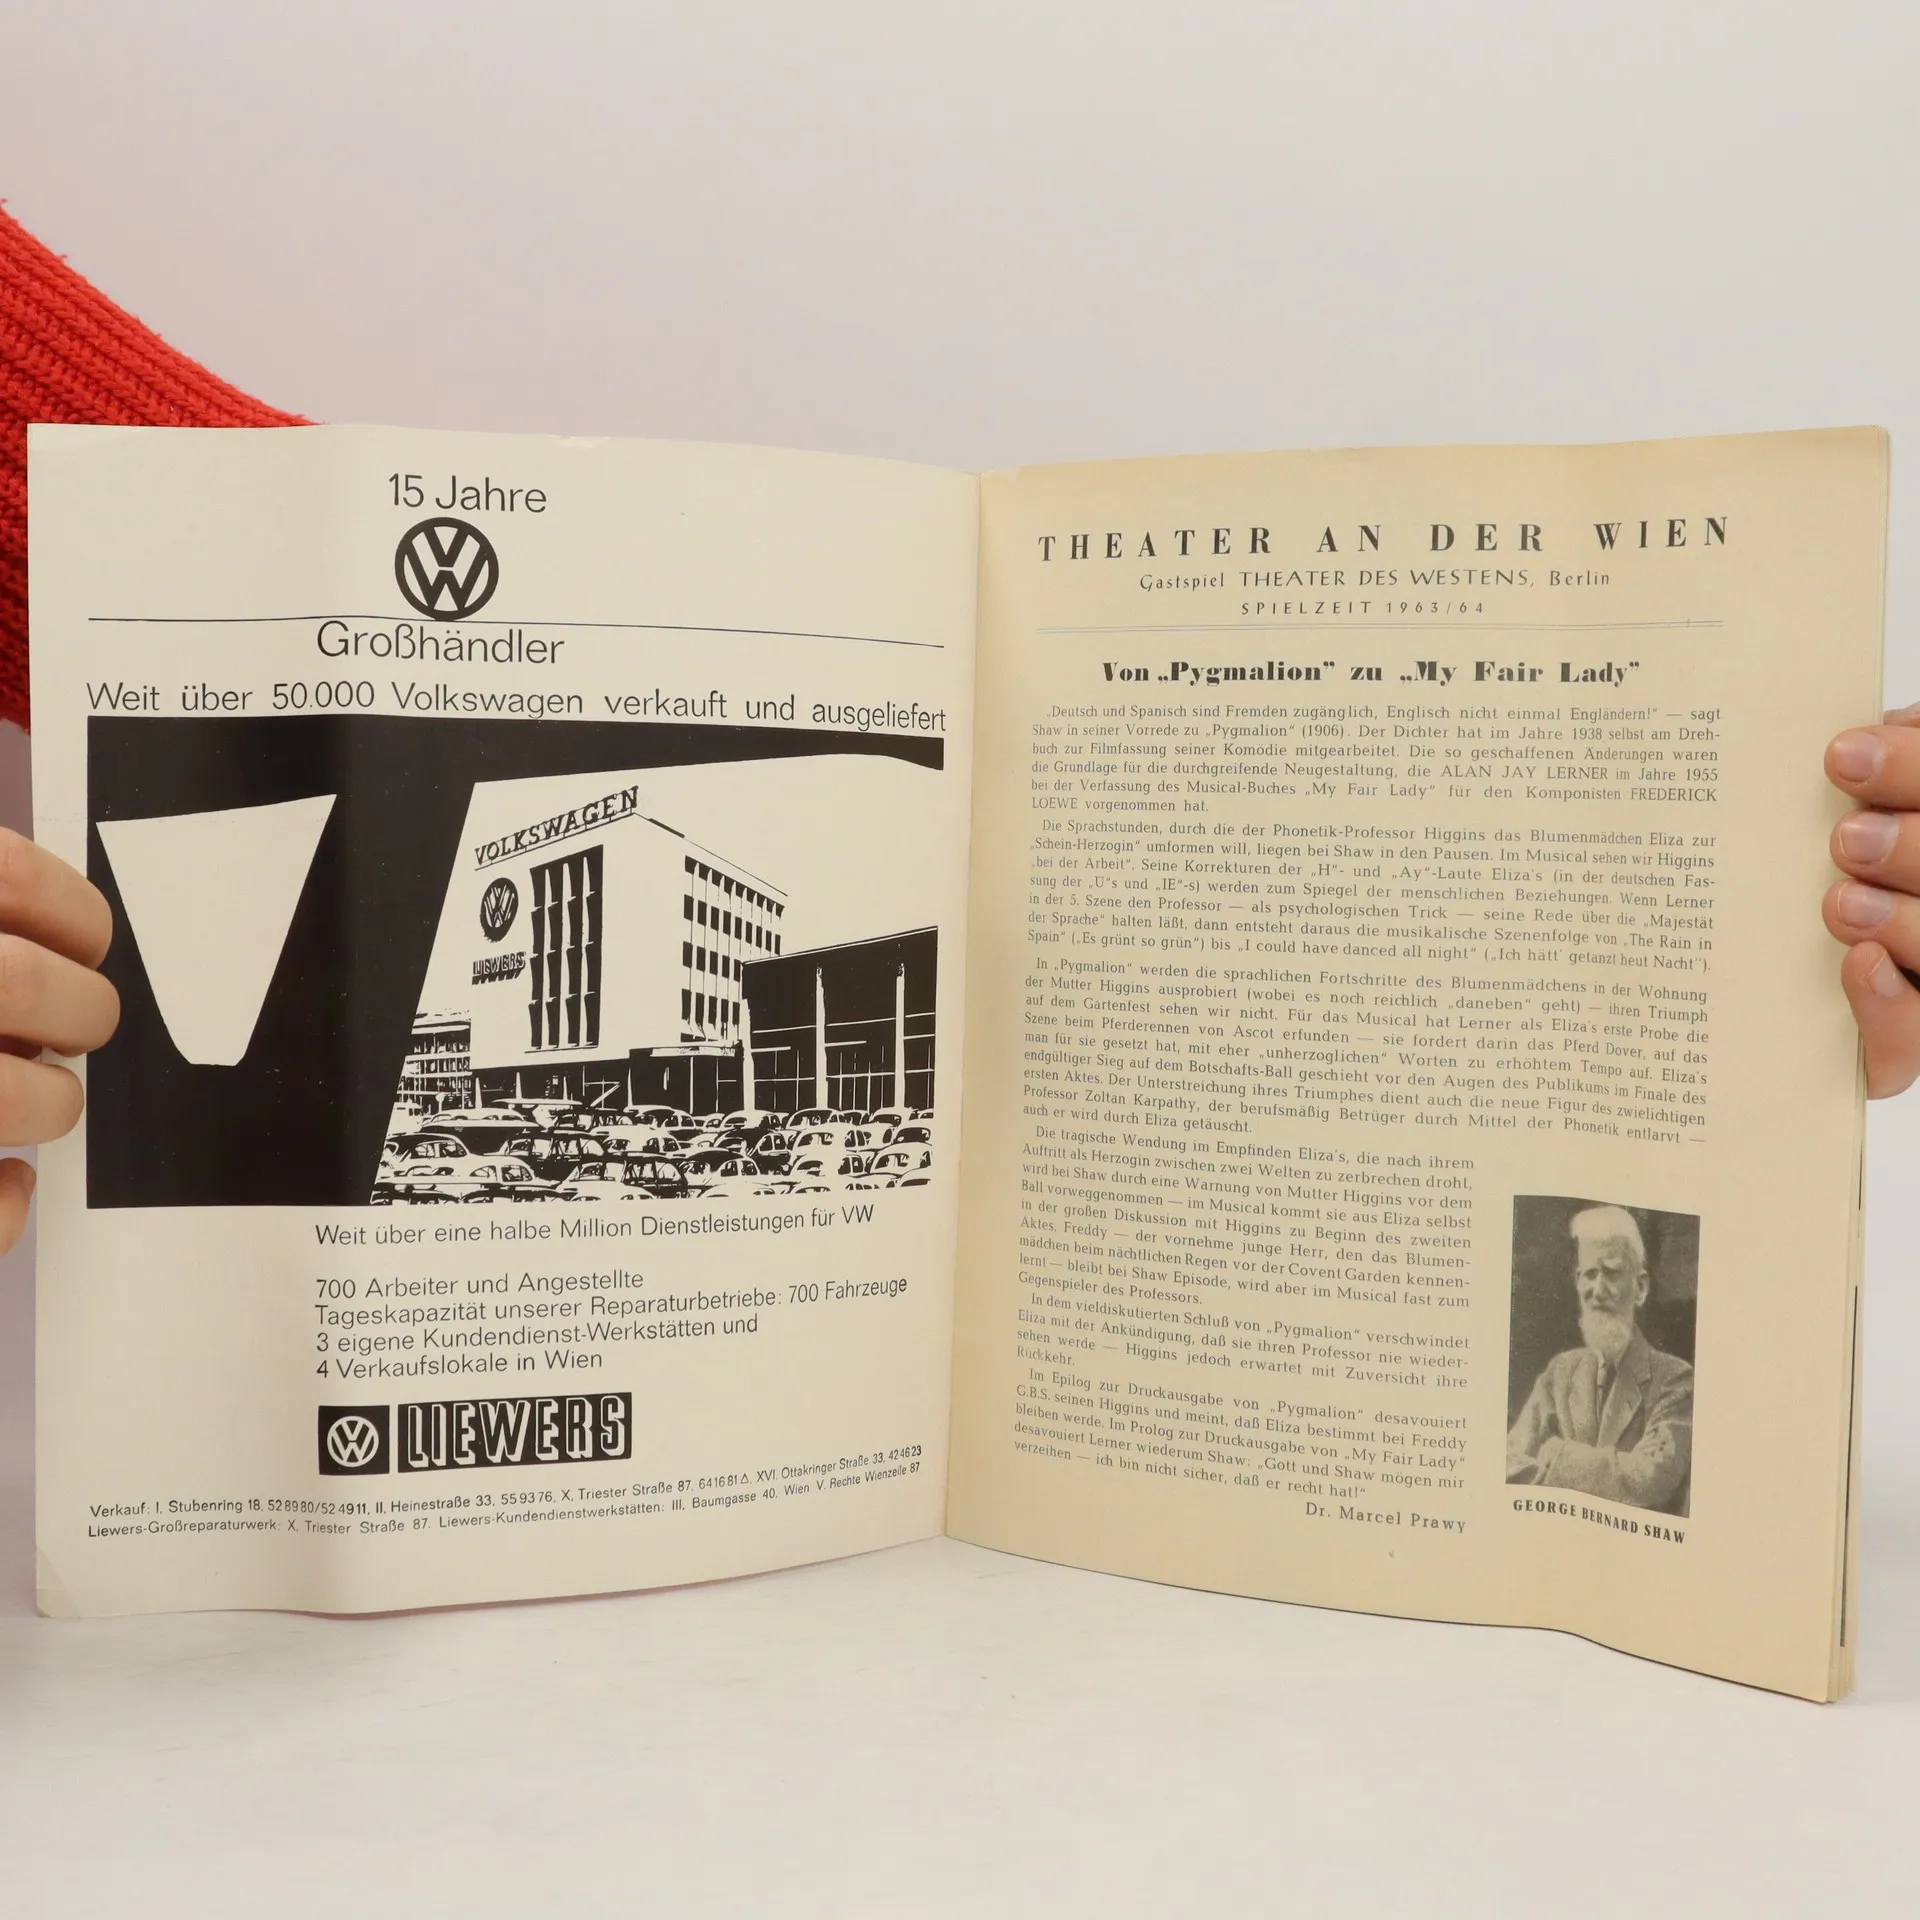 15 Jahre
VW
Großhändler
Weit über 50.000 Volkswagen verkauft und ausgeliefert
VOLKSWAGEN
VW
LIEWERS
Weit über eine halbe Million Dienstleistungen für VW
700 Arbeiter und Angestellte
Tageskapazität unserer Reparaturbetriebe: 700 Fahrzeuge
3 eigene Kundendienst-Werkstätten und
4 Verkaufslokale in Wien
VW LIEWERS
Verkauf: I. Stubenring 18, 52 89 80/52 49 11, II, Heinestraße 33, 55 93 76, X, Triester Straße 87, 64 16 81 Δ, XVI, Ottakringer Straße 33, 42 46 23
Liewers-Großreparaturwerk: X, Triester Straße 87. Liewers-Kundendienstwerkstätten: III, Baumgasse 40, Wien V, Rechte Wienzeile 87
THEATER AN DER WIEN
Gastspiel THEATER DES WESTENS, Berlin
SPIELZEIT 1963/64
Von „Pygmalion” zu „My Fair Lady”
„Deutsch und Spanisch sind Fremden zugänglich, Englisch nicht einmal Engländern!“ — sagt
Shaw in seiner Vorrede zu „Pygmalion“ (1906). Der Dichter hat im Jahre 1938 selbst am Dreh-
buch zur Filmfassung seiner Komödie mitgearbeitet. Die so geschaffenen Änderungen waren
die Grundlage für die durchgreifende Neugestaltung, die ALAN JAY LERNER im Jahre 1955
bei der Verfassung des Musical-Buches „My Fair Lady“ für den Komponisten FREDERICK
LOEWE vorgenommen hat.
Die Sprachstunden, durch die der Phonetik-Professor Higgins das Blumenmädchen Eliza zur
„Schein-Herzogin“ umformen will, liegen bei Shaw in den Pausen. Im Musical sehen wir Higgins
„bei der Arbeit“. Seine Korrekturen der „H“- und „Ay“-Laute Eliza's (in der deutschen Fas-
sung der „U“s und „IE“-s) werden zum Spiegel der menschlichen Beziehungen. Wenn Lerner
in der 5. Szene den Professor — als psychologischen Trick — seine Rede über die „Majestät
der Sprache“ halten läßt, dann entsteht daraus die musikalische Szenenfolge von „The Rain in
Spain“ („Es grünt so grün“) bis „I could have danced all night“ („Ich hätt' getanzt heut Nacht“).
In „Pygmalion“ werden die sprachlichen Fortschritte des Blumenmädchens in der Wohnung
der Mutter Higgins ausprobiert (wobei es noch reichlich „daneben“ geht) — ihren Triumph
auf dem Gartenfest sehen wir nicht. Für das Musical hat Lerner als Eliza's erste Probe die
Szene beim Pferderennen von Ascot erfunden — sie fordert darin das Pferd Dover, auf das
man für sie gesetzt hat, mit eher „unherzoglichen“ Worten zu erhöhtem Tempo auf. Eliza's
endgültiger Sieg auf dem Botschafts-Ball geschieht vor den Augen des Publikums im Finale des
ersten Aktes. Der Unterstreichung ihres Triumphes dient auch die neue Figur des zwielichtigen
Professor Zoltan Karpathy, der berufsmäßig Betrüger durch Mittel der Phonetik entlarvt —
auch er wird durch Eliza getäuscht.
Die tragische Wendung im Empfinden Eliza's, die nach ihrem
Auftritt als Herzogin zwischen zwei Welten zu zerbrechen droht,
wird bei Shaw durch eine Warnung von Mutter Higgins vor dem
Ball vorweggenommen — im Musical kommt sie aus Eliza selbst
in der großen Diskussion mit Higgins zu Beginn des zweiten
Aktes. Freddy — der vornehme junge Herr, den das Blumen-
mädchen beim nächtlichen Regen vor der Covent Garden kennen-
lernt — bleibt bei Shaw Episode, wird aber im Musical fast zum
Gegenspieler des Professors.
In dem vieldiskutierten Schluß von „Pygmalion“ verschwindet
Eliza mit der Ankündigung, daß sie ihren Professor nie wieder-
sehen werde — Higgins jedoch erwartet mit Zuversicht ihre
Rückkehr.
Im Epilog zur Druckausgabe von „Pygmalion“ desavouiert
G.B.S. seinen Higgins und meint, daß Eliza bestimmt bei Freddy
bleiben werde. Im Prolog zur Druckausgabe von „My Fair Lady“
desavouiert Lerner wiederum Shaw: „Gott und Shaw mögen mir
verzeihen — ich bin nicht sicher, daß er recht hat!“
Dr. Marcel Prawy
GEORGE BERNARD SHAW